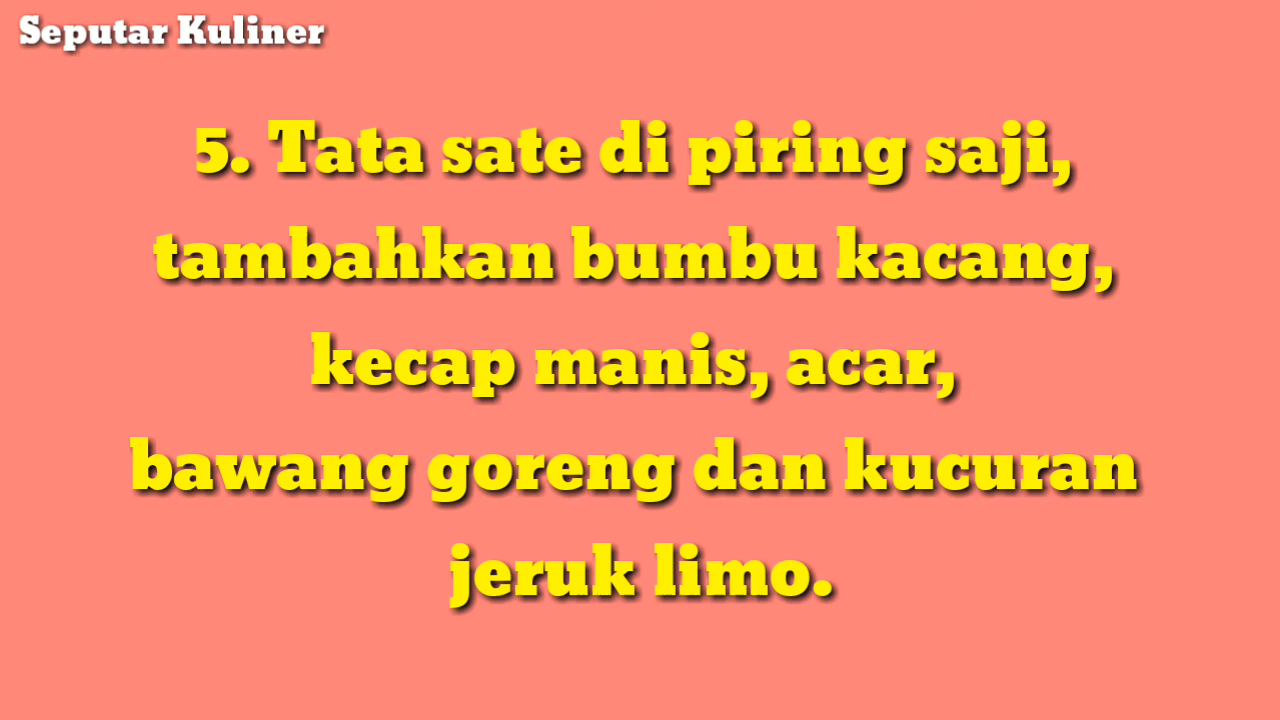 Seputar Kuliner
5. Tata sate di piring saji,
tambahkan bumbu kacang,
kecap manis, acar,
bawang goreng dan kucuran
jeruk limo.